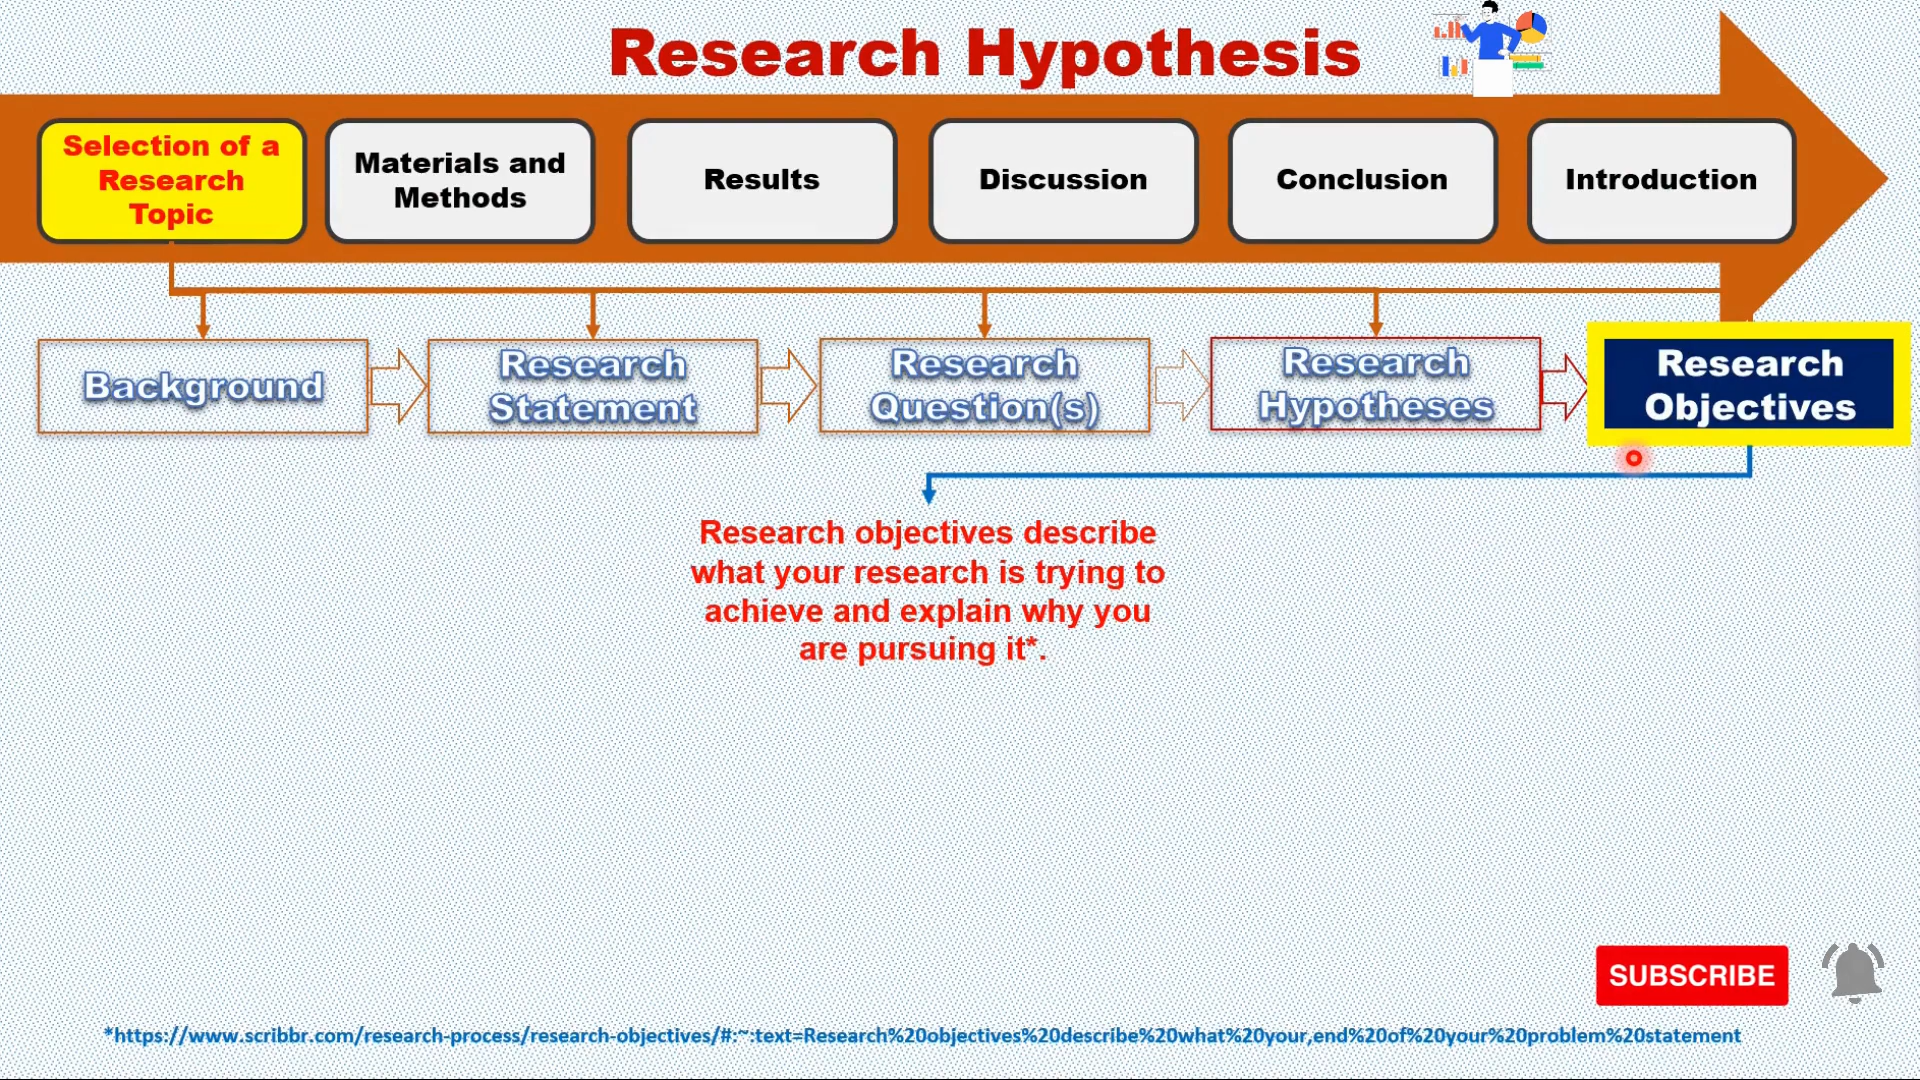 Research Hypothesis
Selection of a
Research
Topic
Materials and
Methods
Results
Discussion
Conclusion
Introduction
Background
Research
Statement
Research
Question(s)
Research
Hypotheses
Research
Objectives
Research objectives describe
what your research is trying to
achieve and explain why you
are pursuing it*.
SUBSCRIBE
*https://www.scribbr.com/research-process/research-objectives/#:~:text=Research%20objectives%20describe%20what%20your,end%20of%20your%20problem%20statement